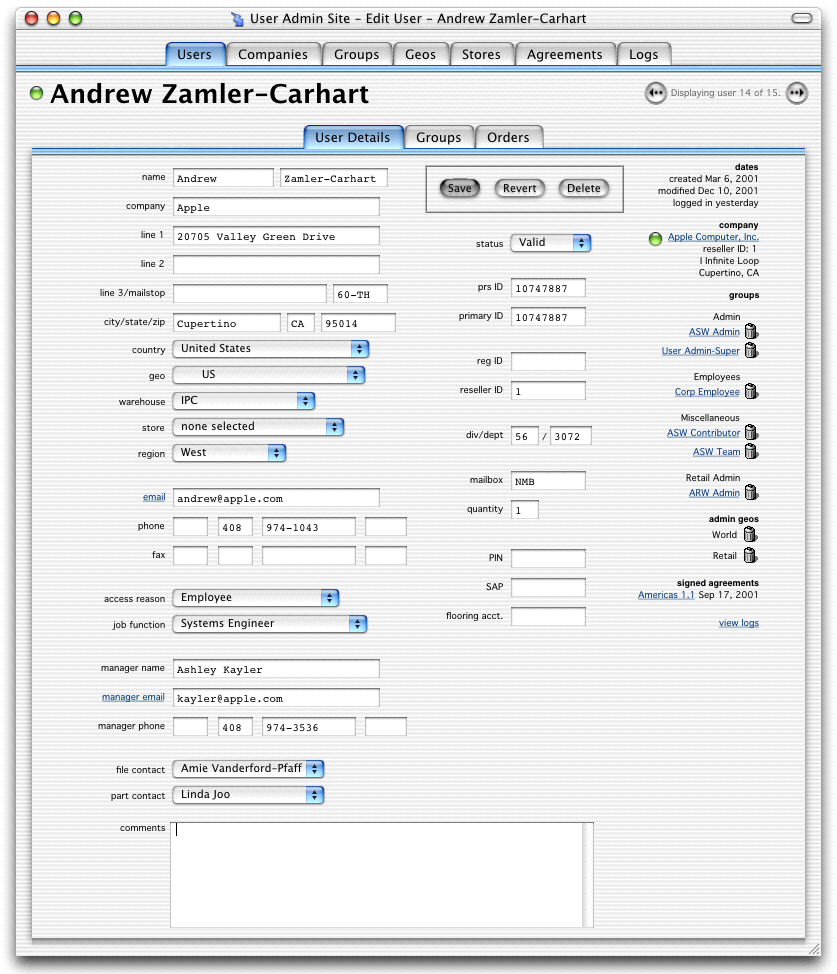 User Admin Site – Edit User – Andrew Zamler-Carhart
Users Companies Groups Geos Stores Agreements Logs
Andrew Zamler-Carhart
Displaying user 14 of 15.
User Details Groups Orders
name Andrew Zamler-Carhart
company Apple
line 1 20705 Valley Green Drive
line 2
line 3/mailstop 60-TH
city/state/zip Cupertino CA 95014
country United States
geo US
warehouse IPC
store none selected
region West
email andrew@apple.com
phone 408 974-1043
fax
access reason Employee
job function Systems Engineer
manager name Ashley Kayler
manager email kayler@apple.com
manager phone 408 974-3536
file contact Amie Vanderford-Pfaff
part contact Linda Joo
comments
Save Revert Delete
status Valid
prs ID 10747887
primary ID 10747887
reg ID
reseller ID 1
div/dept 56 / 3072
mailbox NMB
quantity 1
PIN
SAP
flooring acct.
dates
created Mar 6, 2001
modified Dec 10, 2001
logged in yesterday
company
Apple Computer, Inc.
reseller ID: 1
I Infinite Loop
Cupertino, CA
groups
Admin
ASW Admin
User Admin-Super
Employees
Corp Employee
Miscellaneous
ASW Contributor
ASW Team
Retail Admin
ARW Admin
admin geos
World
Retail
signed agreements
Americas 1.1 Sep 17, 2001
view logs